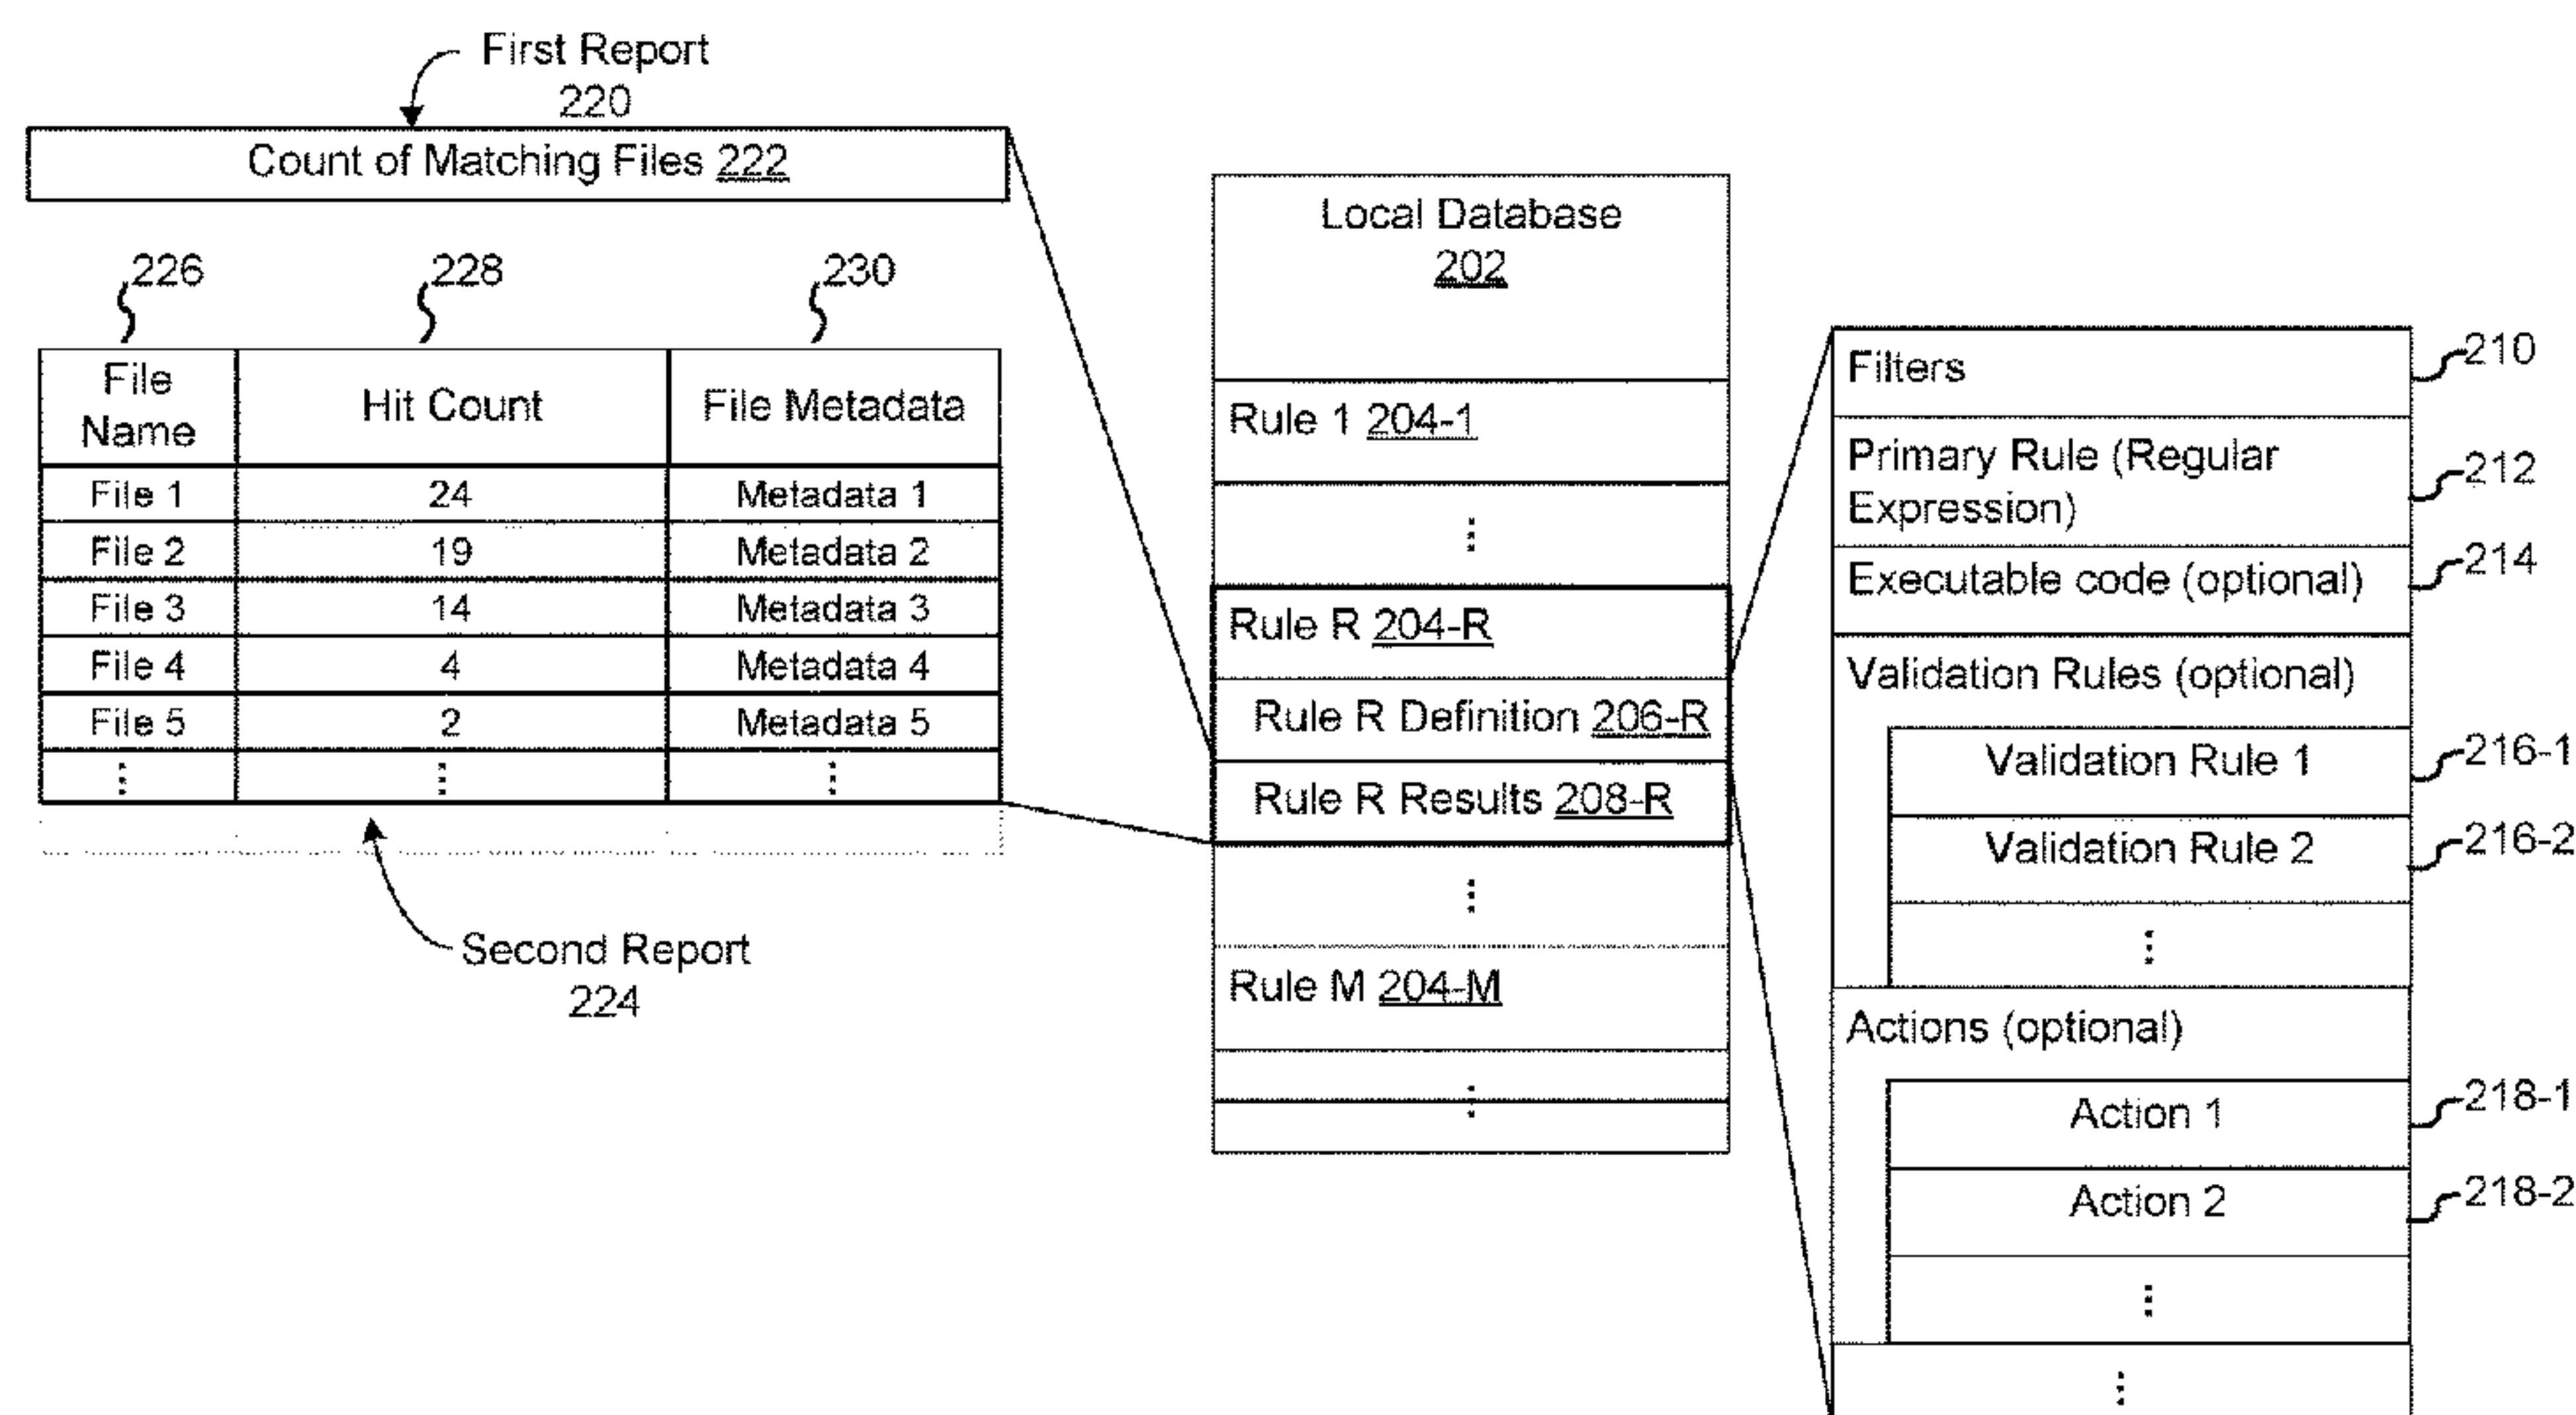 First Report
220
Count of Matching Files 222
226
228
230
File Name
Hit Count
File Metadata
File 1 24 Metadata 1
File 2 19 Metadata 2
File 3 14 Metadata 3
File 4 4 Metadata 4
File 5 2 Metadata 5
Second Report
224
Local Database
202
Rule 1 204-1
Rule R 204-R
Rule R Definition 206-R
Rule R Results 208-R
Rule M 204-M
Filters
210
Primary Rule (Regular
Expression)
212
Executable code (optional)
214
Validation Rules (optional)
Validation Rule 1
216-1
Validation Rule 2
216-2
Actions (optional)
Action 1
218-1
Action 2
218-2